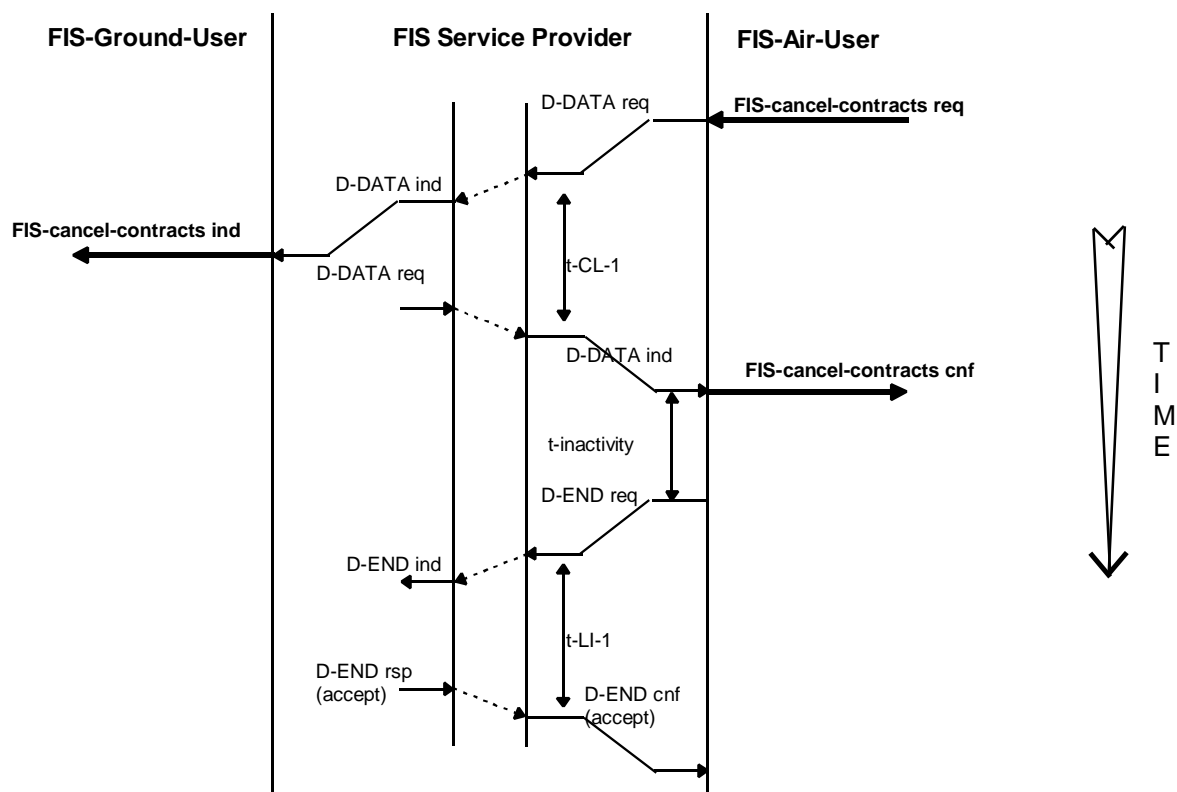 FIS-Ground-User
FIS Service Provider
FIS-Air-User
D-DATA req
FIS-cancel-contracts req
D-DATA ind
FIS-cancel-contracts ind
D-DATA req
t-CL-1
D-DATA ind
FIS-cancel-contracts cnf
T
I
M
E
t-inactivity
D-END req
D-END ind
t-LI-1
D-END rsp
(accept)
D-END cnf
(accept)